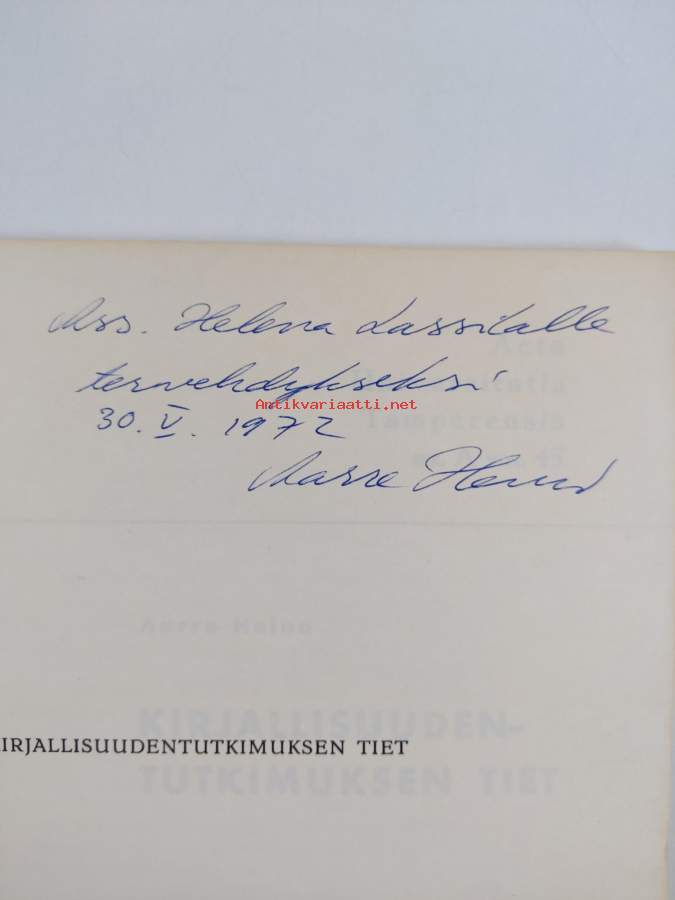 Ass. Helena Lassilalle
tervehdykseksi
Antikvariaatti.net
30. V. 1972
Aarre Heino
KIRJALLISUUDENTUTKIMUKSEN TIET
Acta
Tamperensis
Aarre Heino
KIRJALLISUUDEN-
TUTKIMUKSEN TIET